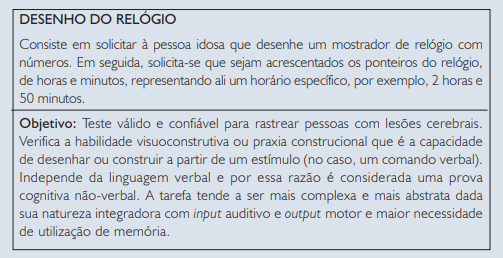 DESENHO DO RELÓGIO
Consiste em solicitar à pessoa idosa que desenhe um mostrador de relógio com
números. Em seguida, solicita-se que sejam acrescentados os ponteiros do relógio,
de horas e minutos, representando ali um horário específico, por exemplo, 2 horas e
50 minutos.
Objetivo: Teste válido e confiável para rastrear pessoas com lesões cerebrais.
Verifica a habilidade visuoconstrutiva ou praxia construcional que é a capacidade
de desenhar ou construir a partir de um estímulo (no caso, um comando verbal).
Independe da linguagem verbal e por essa razão é considerada uma prova
cognitiva não-verbal. A tarefa tende a ser mais complexa e mais abstrata dada
sua natureza integradora com input auditivo e output motor e maior necessidade
de utilização de memória.